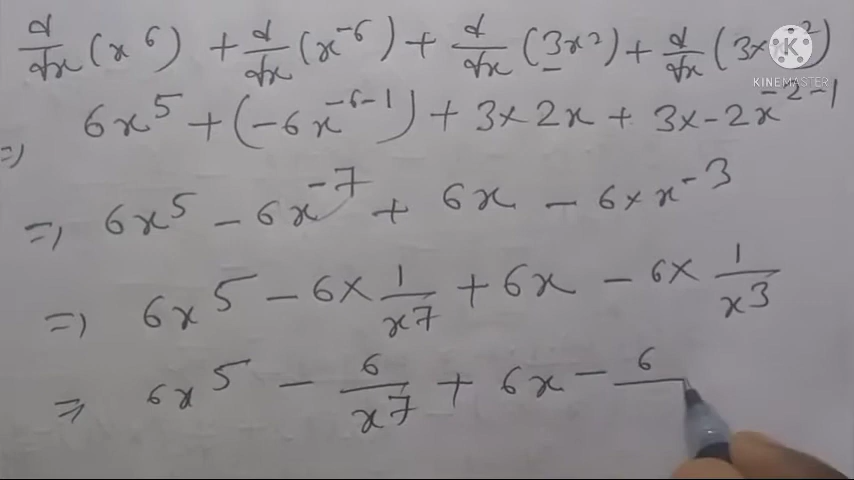 d/dx (x^6) + d/dx (x^-6) + d/dx (3x^2) + d/dx (3x x^-2)
K
KINEMASTER
=> 6x^5 + (-6x^-6-1) + 3×2x + 3×-2x^-2-1
=> 6x^5 - 6x^-7 + 6x - 6×x^-3
=> 6x^5 - 6× 1/x^7 + 6x - 6× 1/x^3
=> 6x^5 - 6/x^7 + 6x - 6/